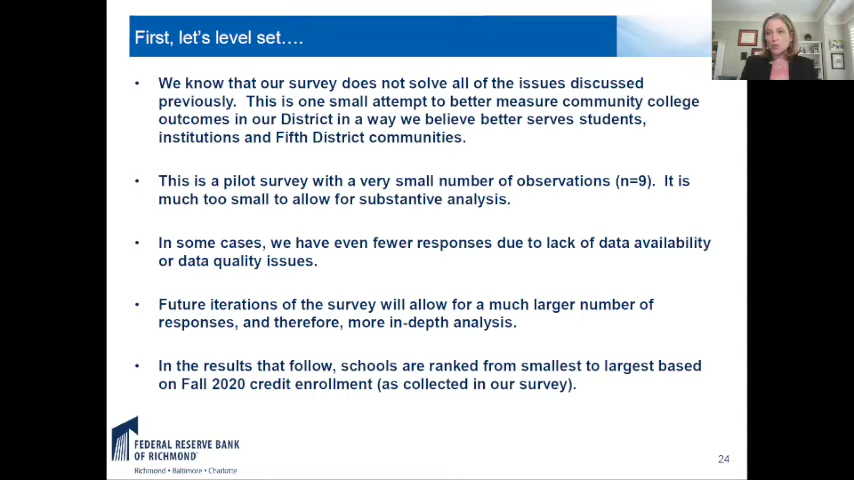 First, let's level set....
• We know that our survey does not solve all of the issues discussed
previously. This is one small attempt to better measure community college
outcomes in our District in a way we believe better serves students,
institutions and Fifth District communities.
• This is a pilot survey with a very small number of observations (n=9). It is
much too small to allow for substantive analysis.
• In some cases, we have even fewer responses due to lack of data availability
or data quality issues.
• Future iterations of the survey will allow for a much larger number of
responses, and therefore, more in-depth analysis.
• In the results that follow, schools are ranked from smallest to largest based
on Fall 2020 credit enrollment (as collected in our survey).
FEDERAL RESERVE BANK
OF RICHMOND
Richmond • Baltimore • Charlotte
24